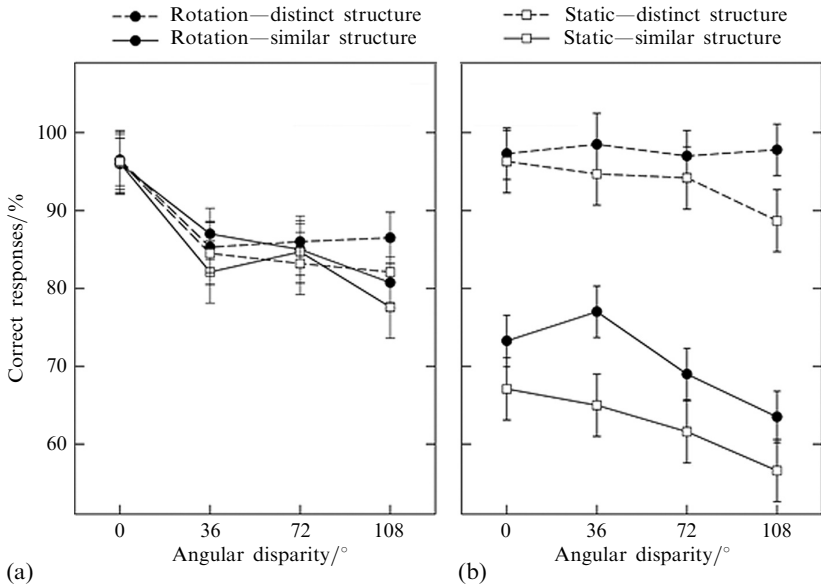 Rotation—distinct structure
Rotation—similar structure
Static—distinct structure
Static—similar structure
Correct responses/%
100
90
80
70
60
0 36 72 108
Angular disparity/°
(a)
0 36 72 108
Angular disparity/°
(b)